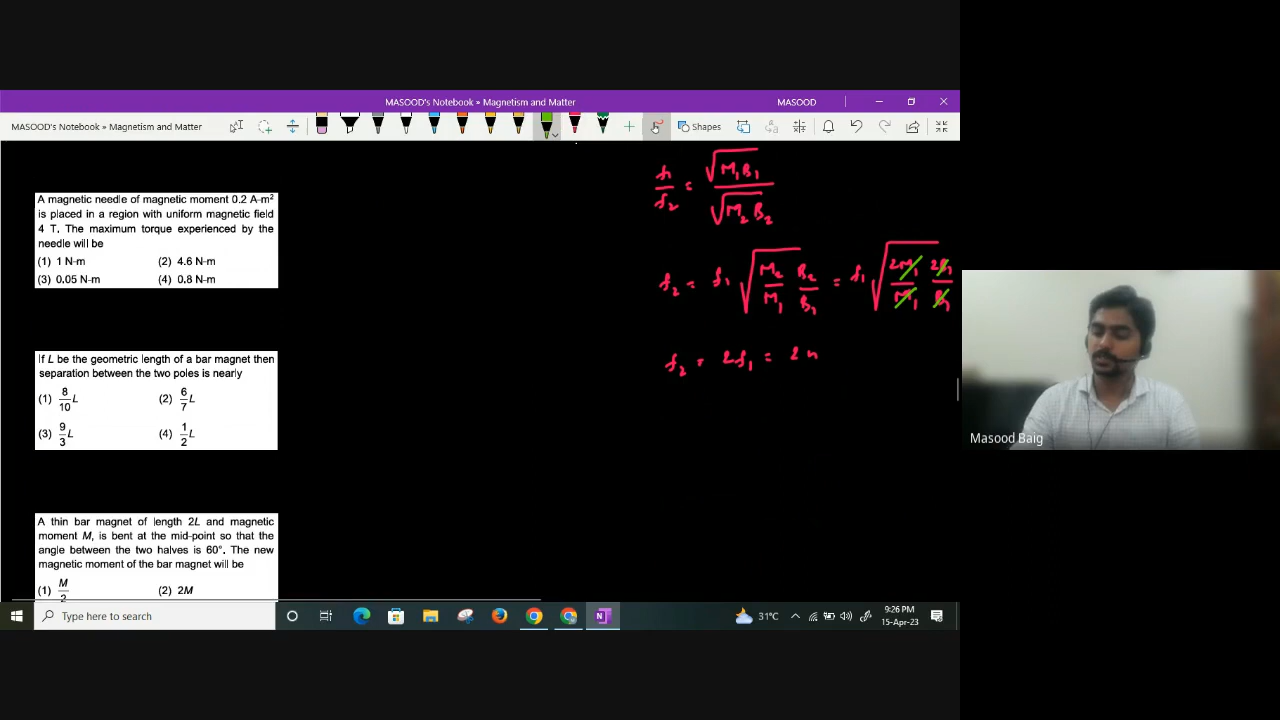 MASOOD's Notebook » Magnetism and Matter
MASOOD
MASOOD's Notebook » Magnetism and Matter
Shapes
A magnetic needle of magnetic moment 0.2 A-m²
is placed in a region with uniform magnetic field
4 T. The maximum torque experienced by the
needle will be
(1) 1 N-m (2) 4.6 N-m
(3) 0.05 N-m (4) 0.8 N-m
f₁/f₂ = √(M₁B₁)/√(M₂B₂)
f₂ = f₁ √(M₂/M₁ B₂/B₁) = f₁ √(2M₁/M₁ 2B₁/B₁)
f₂ = 2f₁ = 2n
If L be the geometric length of a bar magnet then
separation between the two poles is nearly
(1) 8/10 L (2) 6/7 L
(3) 9/3 L (4) 1/2 L
A thin bar magnet of length 2L and magnetic
moment M, is bent at the mid-point so that the
angle between the two halves is 60°. The new
magnetic moment of the bar magnet will be
(1) M/2 (2) 2M
Masood Baig
Type here to search
31°C
9:26 PM
15-Apr-23